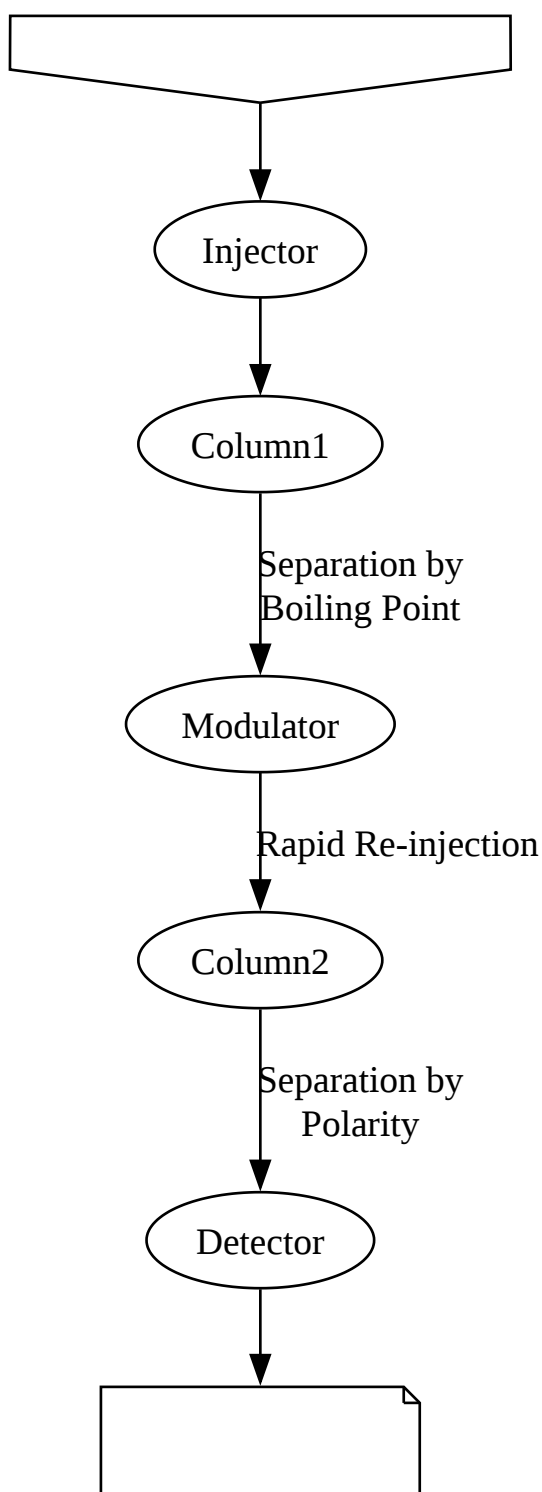 Injector
Column1
Separation by
Boiling Point
Modulator
Rapid Re-injection
Column2
Separation by
Polarity
Detector